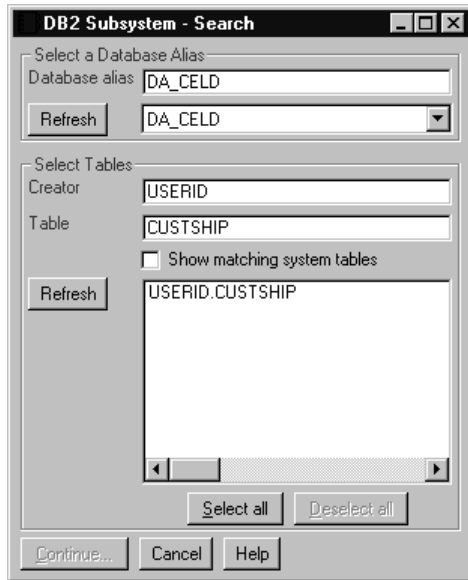 DB2 Subsystem - Search
Select a Database Alias
Database alias DA_CELD
Refresh DA_CELD
Select Tables
Creator USERID
Table CUSTSHIP
Show matching system tables
Refresh USERID.CUSTSHIP
Select all Deselect all
Continue... Cancel Help